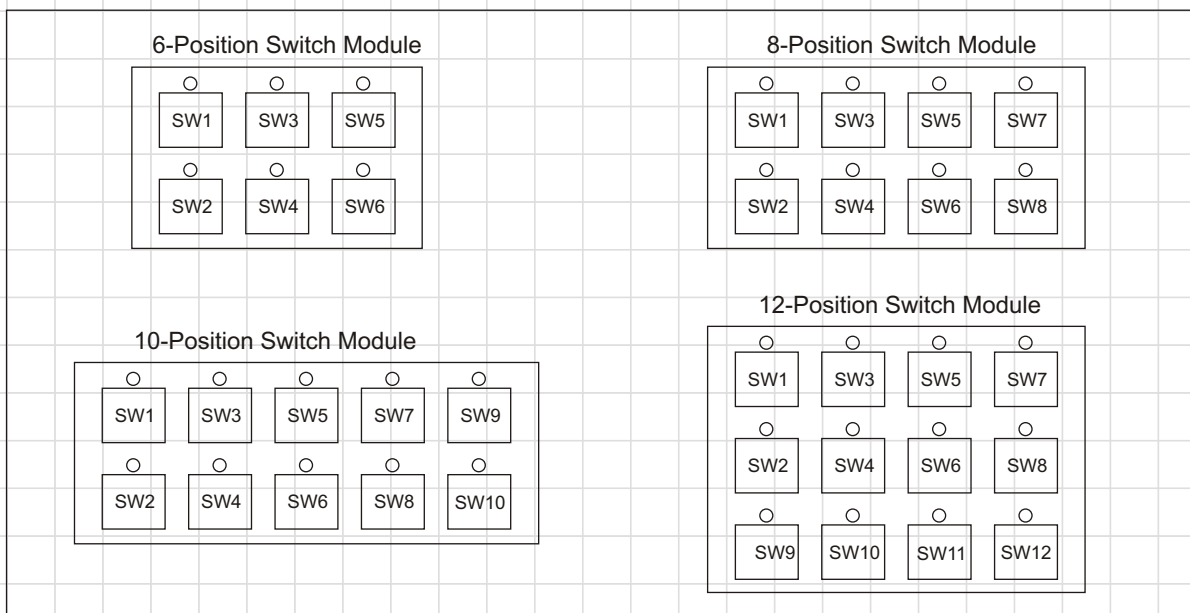 6-Position Switch Module
SW1 SW3 SW5
SW2 SW4 SW6
8-Position Switch Module
SW1 SW3 SW5 SW7
SW2 SW4 SW6 SW8
10-Position Switch Module
SW1 SW3 SW5 SW7 SW9
SW2 SW4 SW6 SW8 SW10
12-Position Switch Module
SW1 SW3 SW5 SW7
SW2 SW4 SW6 SW8
SW9 SW10 SW11 SW12